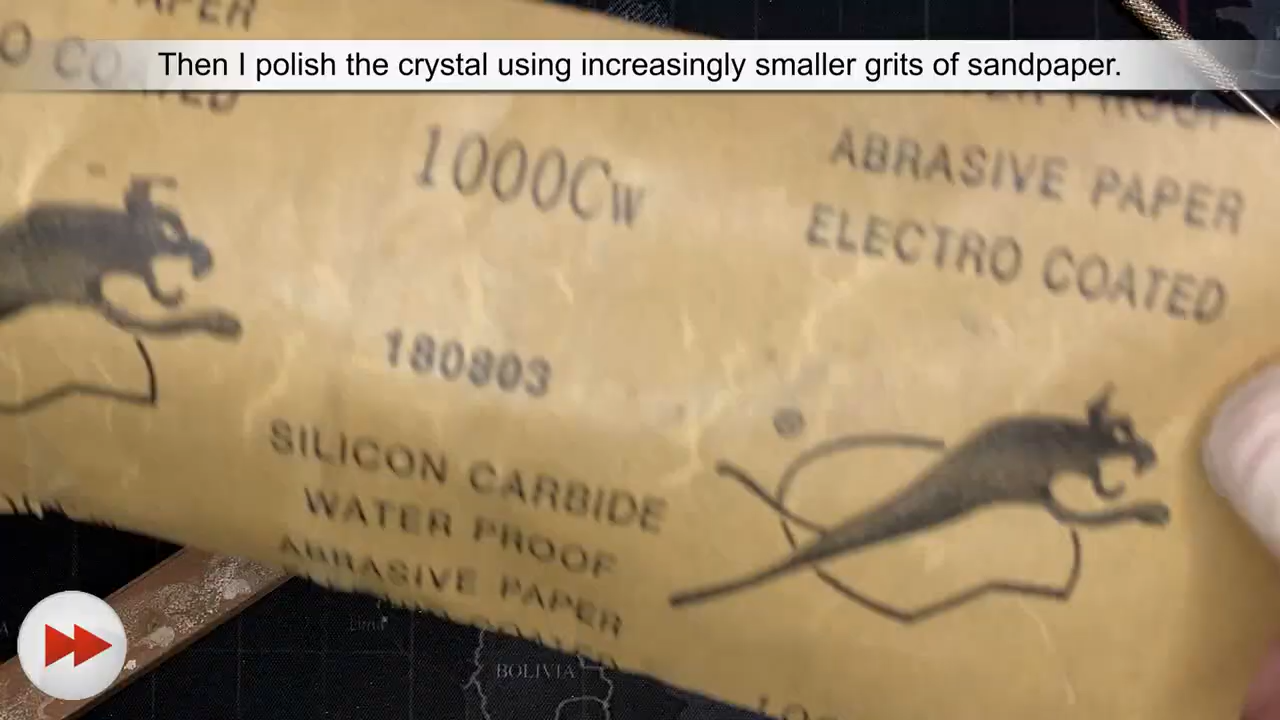 Then I polish the crystal using increasingly smaller grits of sandpaper.
1000Cw
ABRASIVE PAPER
ELECTRO COATED
180803
SILICON CARBIDE
WATER PROOF
ABRASIVE PAPER
BOLIVIA
Lima